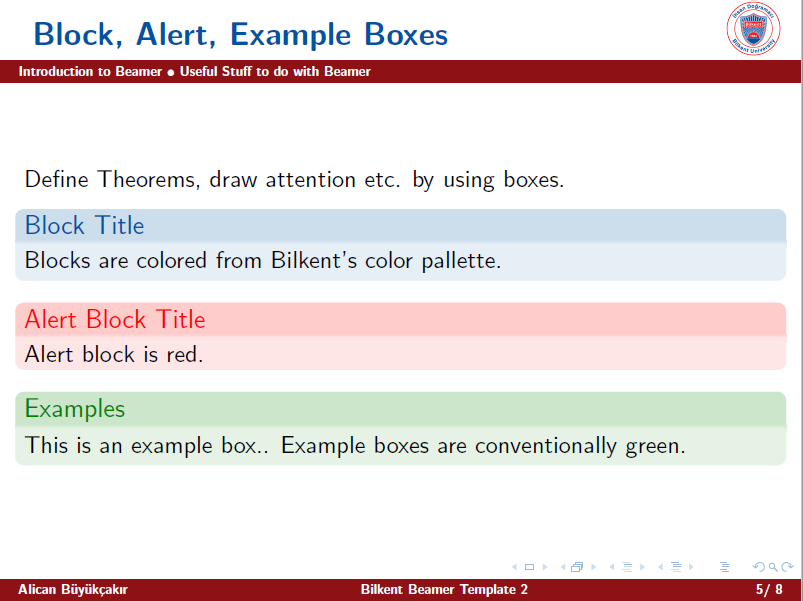 Block, Alert, Example Boxes
İhsan Doğramacı
Bilkent University
Introduction to Beamer • Useful Stuff to do with Beamer
Define Theorems, draw attention etc. by using boxes.
Block Title
Blocks are colored from Bilkent's color pallette.
Alert Block Title
Alert block is red.
Examples
This is an example box.. Example boxes are conventionally green.
Alican Büyükçakır
Bilkent Beamer Template 2
5/ 8